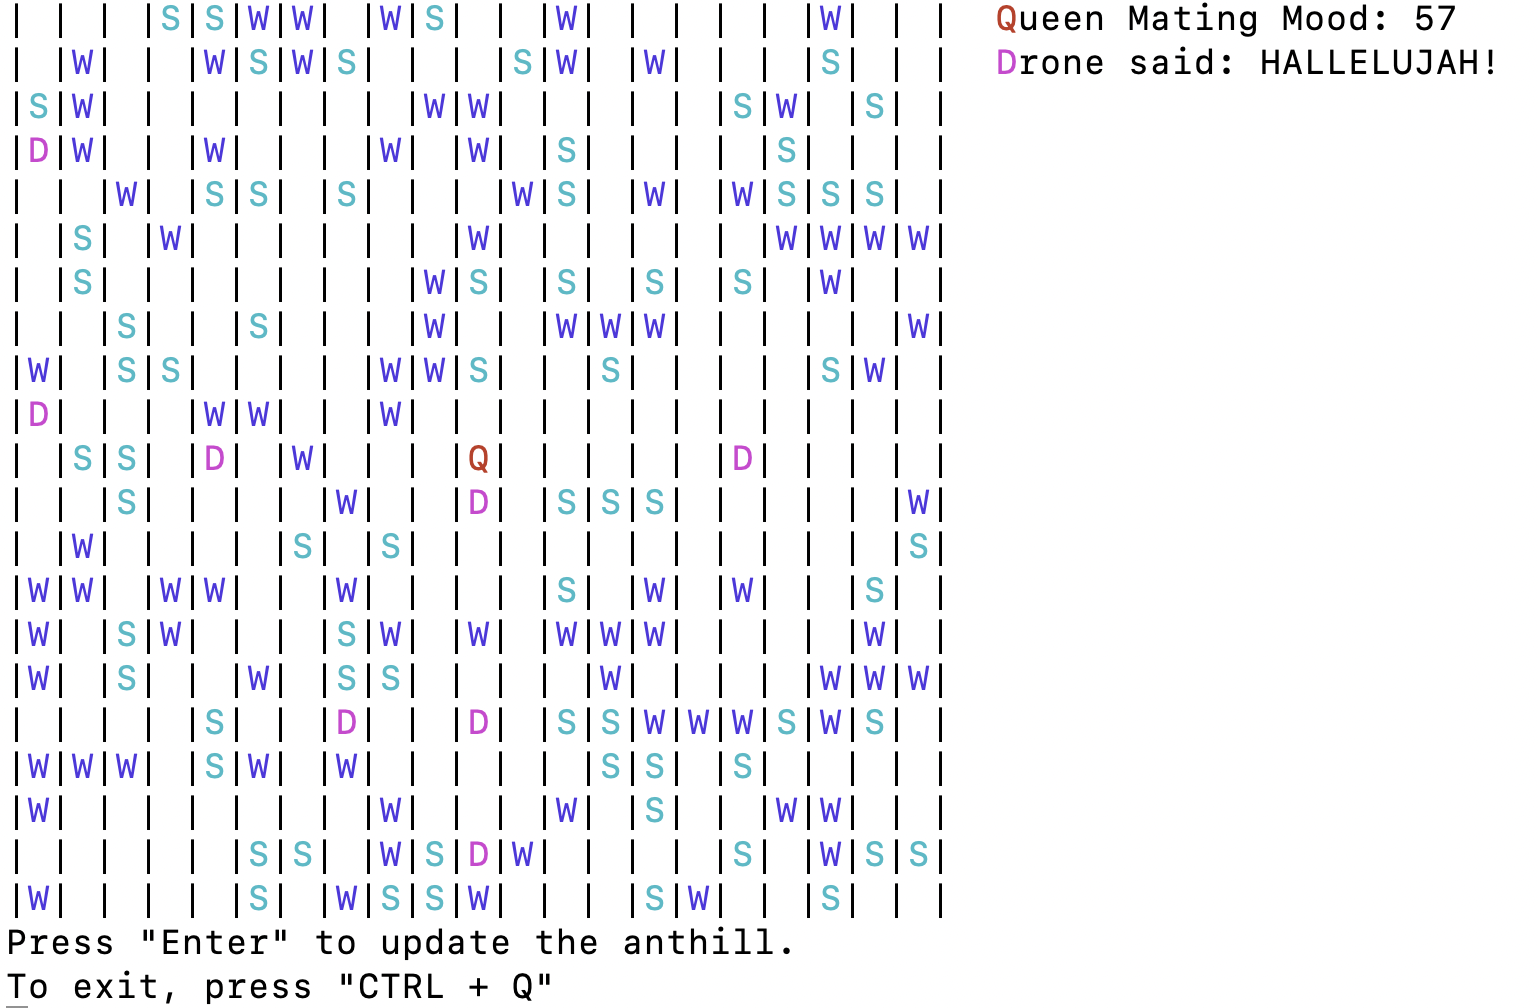 | | | |S|S|W|W| |W|S| | |W| | | | | |W| | | Queen Mating Mood: 57
| |W| | |W|S|W|S| | | |S|W| |W| | | |S| | | Drone said: HALLELUJAH!
|S|W| | | | | | | |W|W| | | | | |S|W| |S| |
|D|W| | |W| | | |W| |W| |S| | | | |S| | | |
| | |W| |S|S| |S| | | |W|S| |W| |W|S|S|S| |
| |S| |W| | | | | | |W| | | | | | |W|W|W|W|
| |S| | | | | | | |W|S| |S| |S| |S| |W| | |
| | |S| | |S| | | |W| | |W|W|W| | | | | |W|
|W| |S|S| | | | |W|W|S| | |S| | | | |S|W| |
|D| | | |W|W| | |W| | | | | | | | | | | | |
| |S|S| |D| |W| | | |Q| | | | | |D| | | | |
| | |S| | | | |W| | |D| |S|S|S| | | | | |W|
| |W| | | | |S| |S| | | | | | | | | | | |S|
|W|W| |W|W| | |W| | | | |S| |W| |W| | |S| |
|W| |S|W| | | |S|W| |W| |W|W|W| | | | |W| |
|W| |S| | |W| |S|S| | | | |W| | | | |W|W|W|
| | | | |S| | |D| | |D| |S|S|W|W|W|S|W|S| |
|W|W|W| |S|W| |W| | | | | |S|S| |S| | | | |
|W| | | | | | | |W| | | |W| |S| | |W|W| | |
| | | | | |S|S| |W|S|D|W| | | | |S| |W|S|S|
|W| | | | |S| |W|S|S|W| | | |S|W| | |S| | |
Press "Enter" to update the anthill.
To exit, press "CTRL + Q"